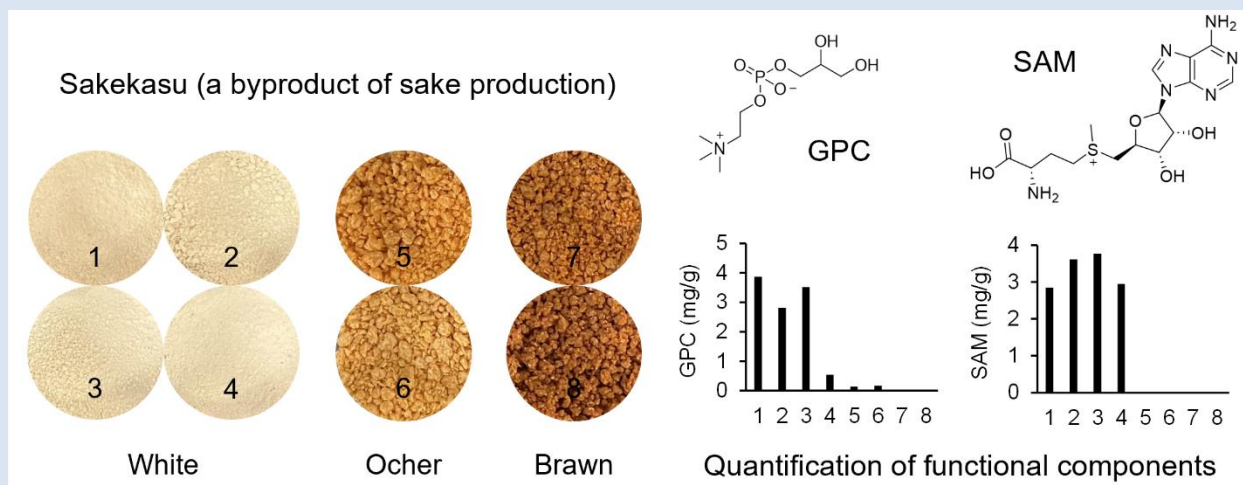 Sakekasu (a byproduct of sake production)
1
2
3
4
5
6
7
8
White
Ocher
Brawn
O
P
O
O
O−
OH
OH
N
+
GPC
SAM
NH2
N
N
N
N
O
OH
OH
S
+
O
HO
NH2
GPC (mg/g)
5
4
3
2
1
0
1 2 3 4 5 6 7 8
SAM (mg/g)
4
3
2
1
0
1 2 3 4 5 6 7 8
Quantification of functional components